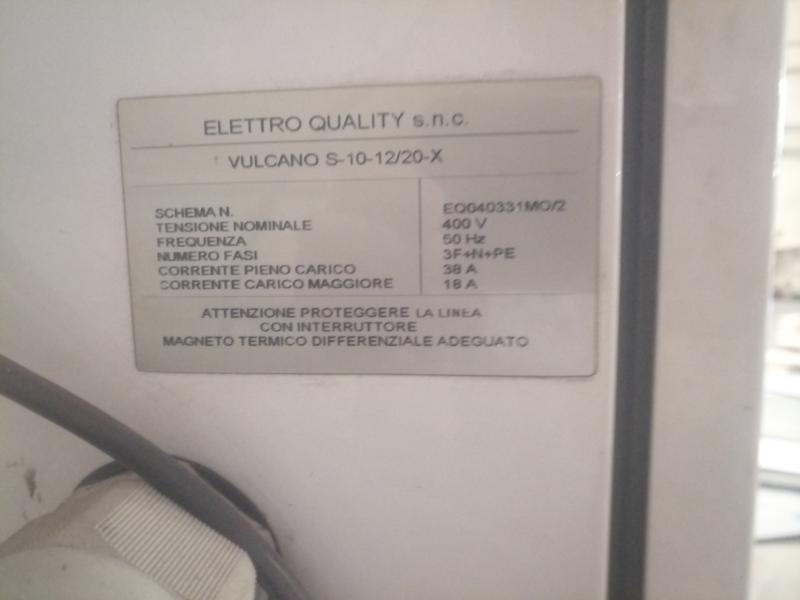 ELETTRO QUALITY s.n.c.
VULCANO S-10-12/20-X
SCHEMA N. EQ040331MO/2
TENSIONE NOMINALE 400 V
FREQUENZA 50 Hz
NUMERO FASI 3F+N+PE
CORRENTE PIENO CARICO 38 A
CORRENTE CARICO MAGGIORE 18 A
ATTENZIONE PROTEGGERE LA LINEA
CON INTERRUTTORE
MAGNETO TERMICO DIFFERENZIALE ADEGUATO